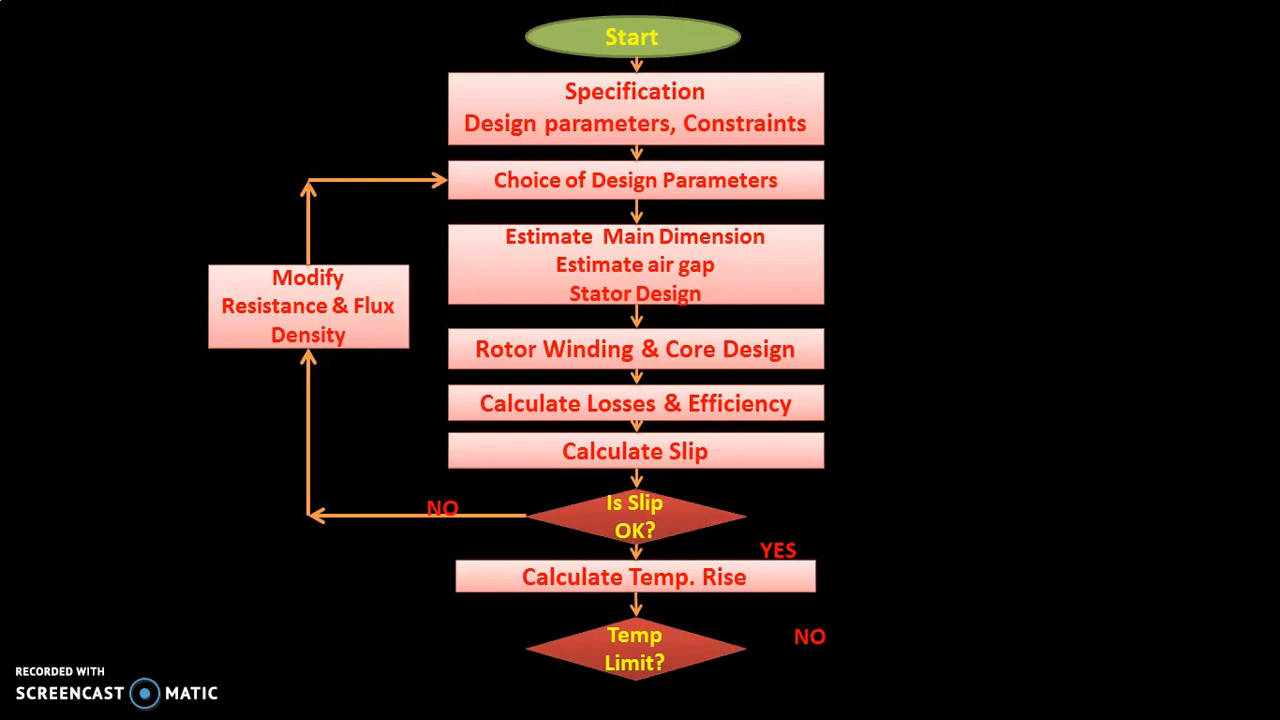 Start
Specification
Design parameters, Constraints
Choice of Design Parameters
Estimate Main Dimension
Estimate air gap
Stator Design
Modify
Resistance & Flux
Density
Rotor Winding & Core Design
Calculate Losses & Efficiency
Calculate Slip
Is Slip
OK?
NO
YES
Calculate Temp. Rise
Temp
Limit?
NO
RECORDED WITH
SCREENCAST MATIC